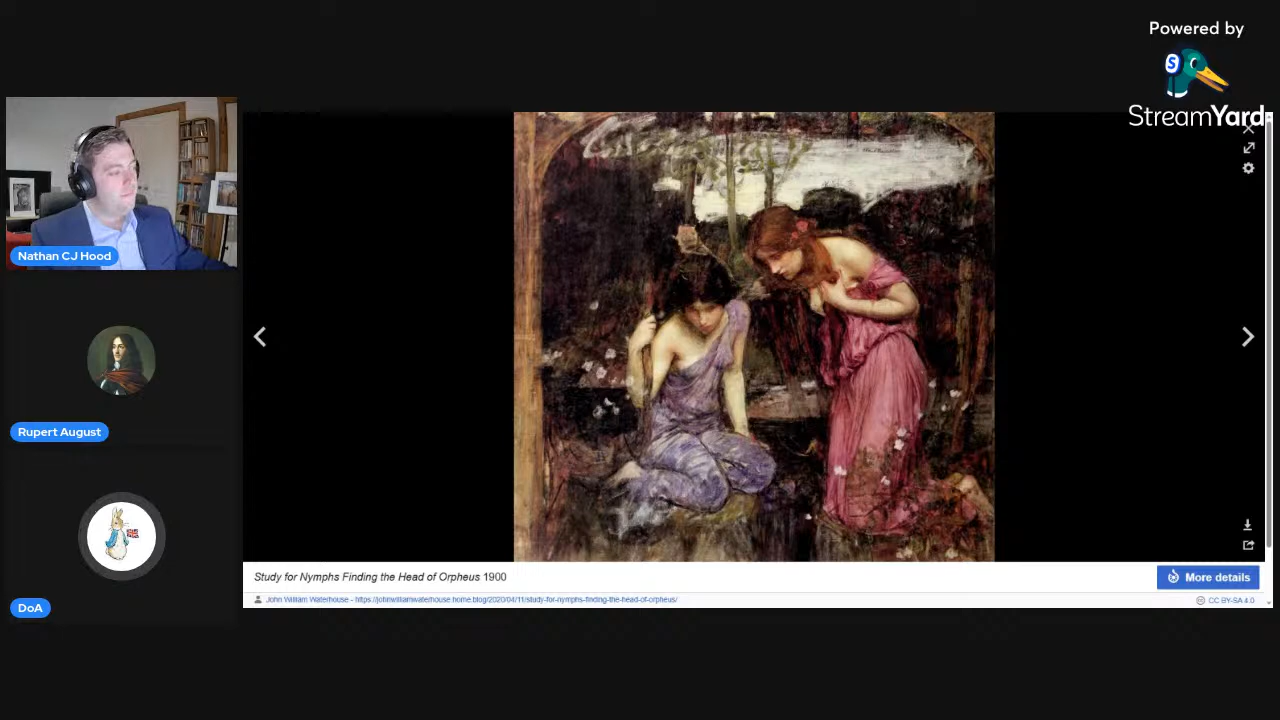 Powered by
StreamYard
Nathan CJ Hood
Rupert August
DoA
Study for Nymphs Finding the Head of Orpheus 1900
More details
John William Waterhouse - https://johnwilliamwaterhouse.home.blog/2020/04/11/study-for-nymphs-finding-the-head-of-orpheus/
CC BY-SA 4.0